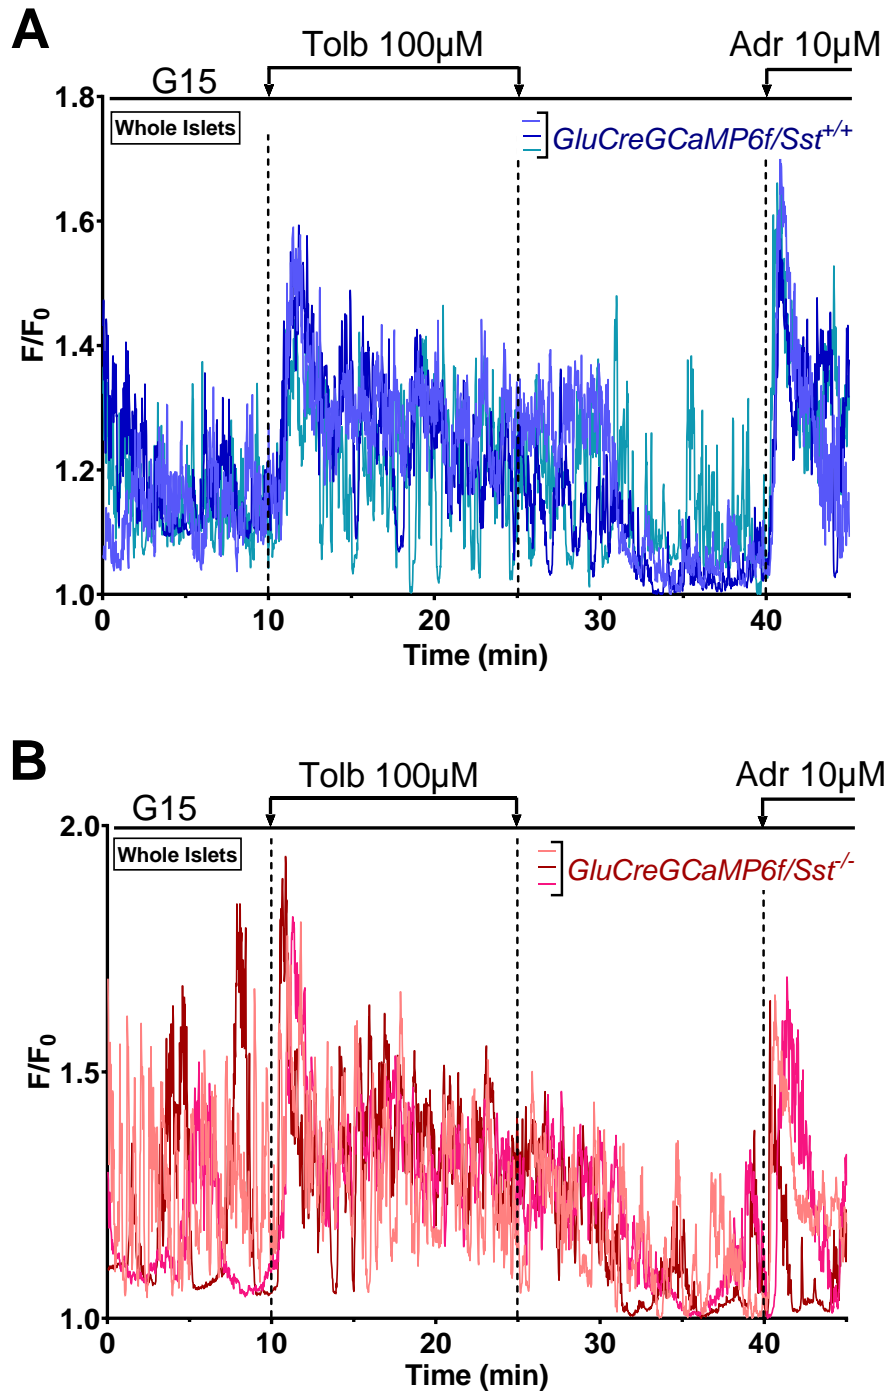 A
Tolb 100µM
Adr 10µM
G15
Whole Islets
GluCreGCaMP6f/Sst+/+
1.8
1.6
1.4
1.2
1.0
F/F0
0
10
20
30
40
Time (min)
B
Tolb 100µM
Adr 10µM
G15
Whole Islets
GluCreGCaMP6f/Sst-/-
2.0
1.5
1.0
F/F0
0
10
20
30
40
Time (min)